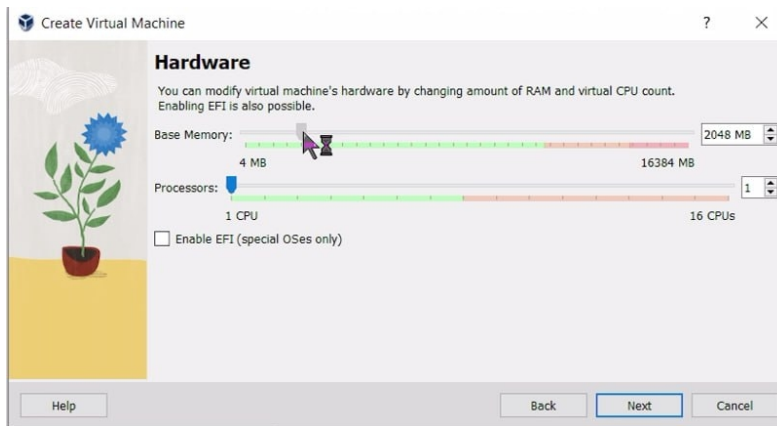 Create Virtual Machine ? ×
Hardware
You can modify virtual machine's hardware by changing amount of RAM and virtual CPU count.
Enabling EFI is also possible.
Base Memory: 2048 MB
4 MB 16384 MB
Processors: 1
1 CPU 16 CPUs
Enable EFI (special OSes only)
Help Back Next Cancel